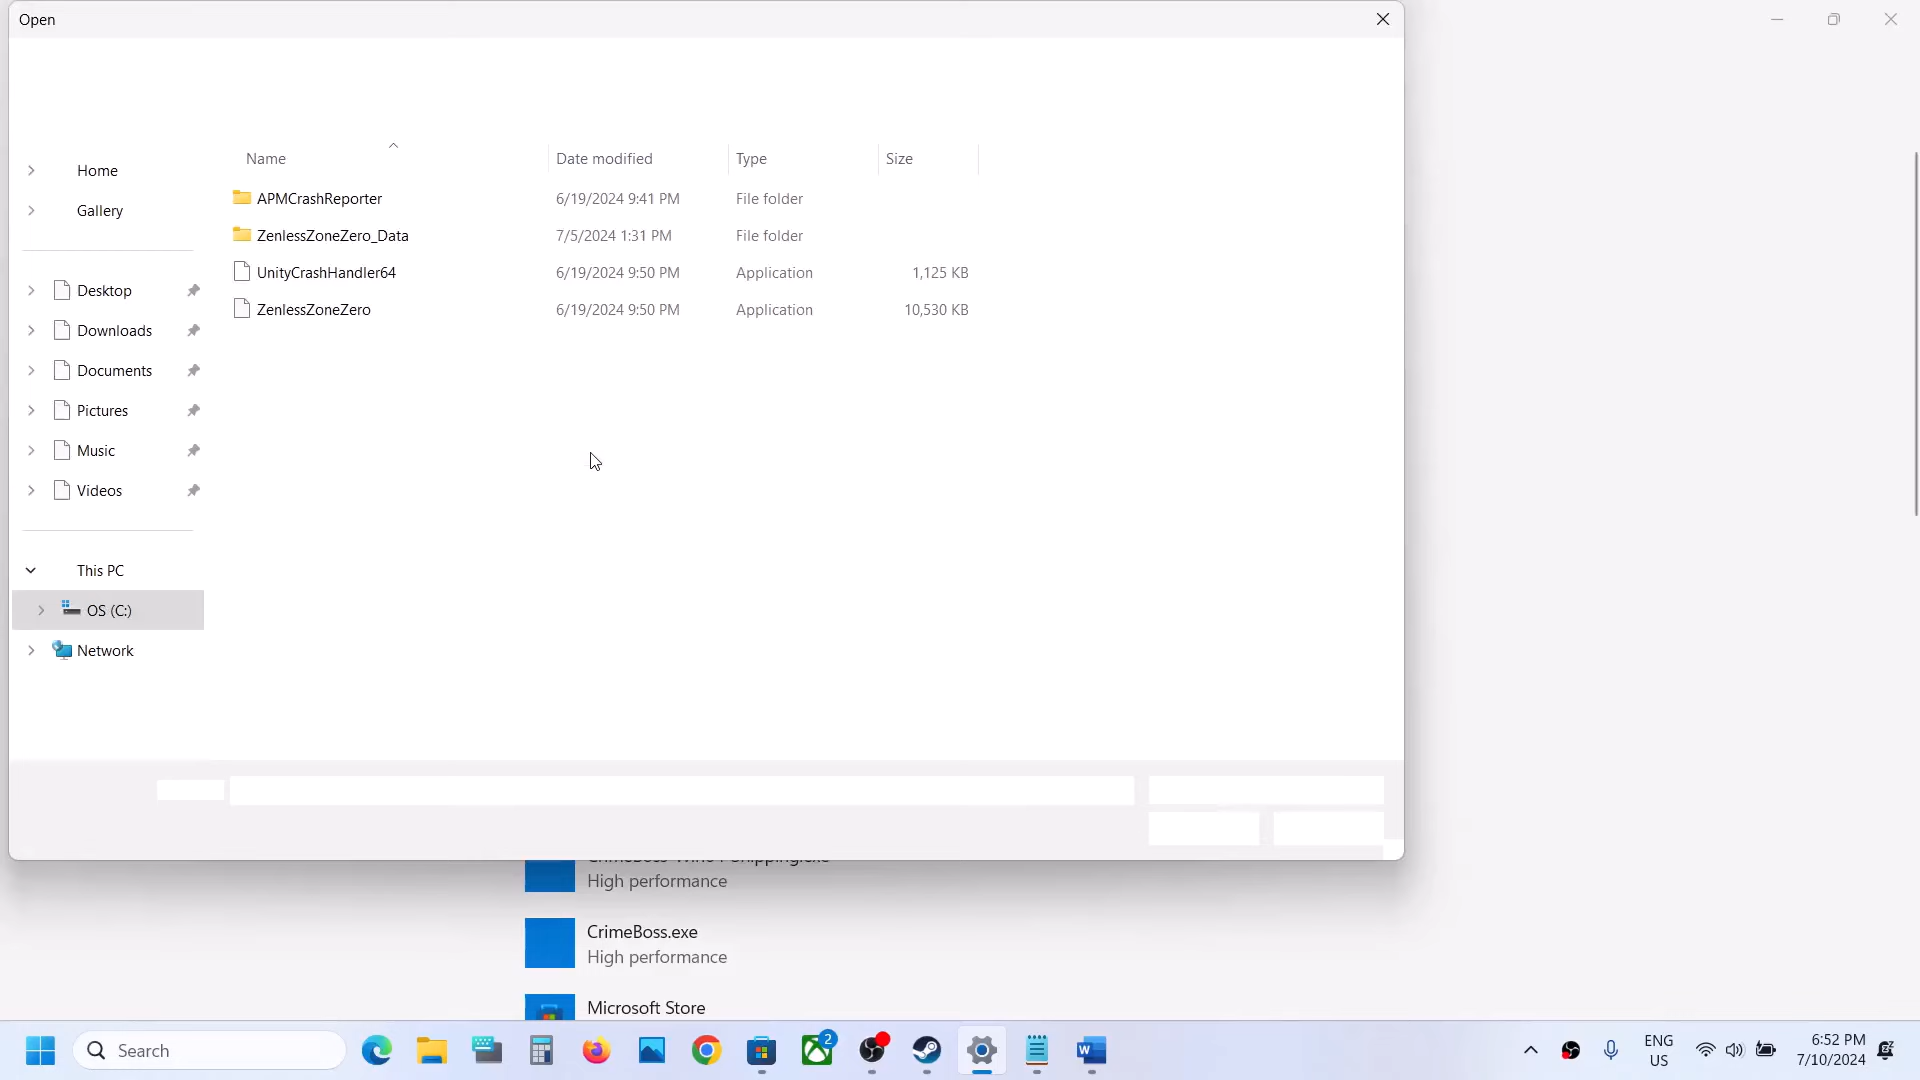 Open
Name
Date modified
Type
Size
Home
Gallery
APMCrashReporter
6/19/2024 9:41 PM
File folder
ZenlessZoneZero_Data
7/5/2024 1:31 PM
File folder
UnityCrashHandler64
6/19/2024 9:50 PM
Application
1,125 KB
ZenlessZoneZero
6/19/2024 9:50 PM
Application
10,530 KB
Desktop
Downloads
Documents
Pictures
Music
Videos
This PC
OS (C:)
Network
High performance
CrimeBoss.exe
High performance
Microsoft Store
Search
2
ENG
US
6:52 PM
7/10/2024